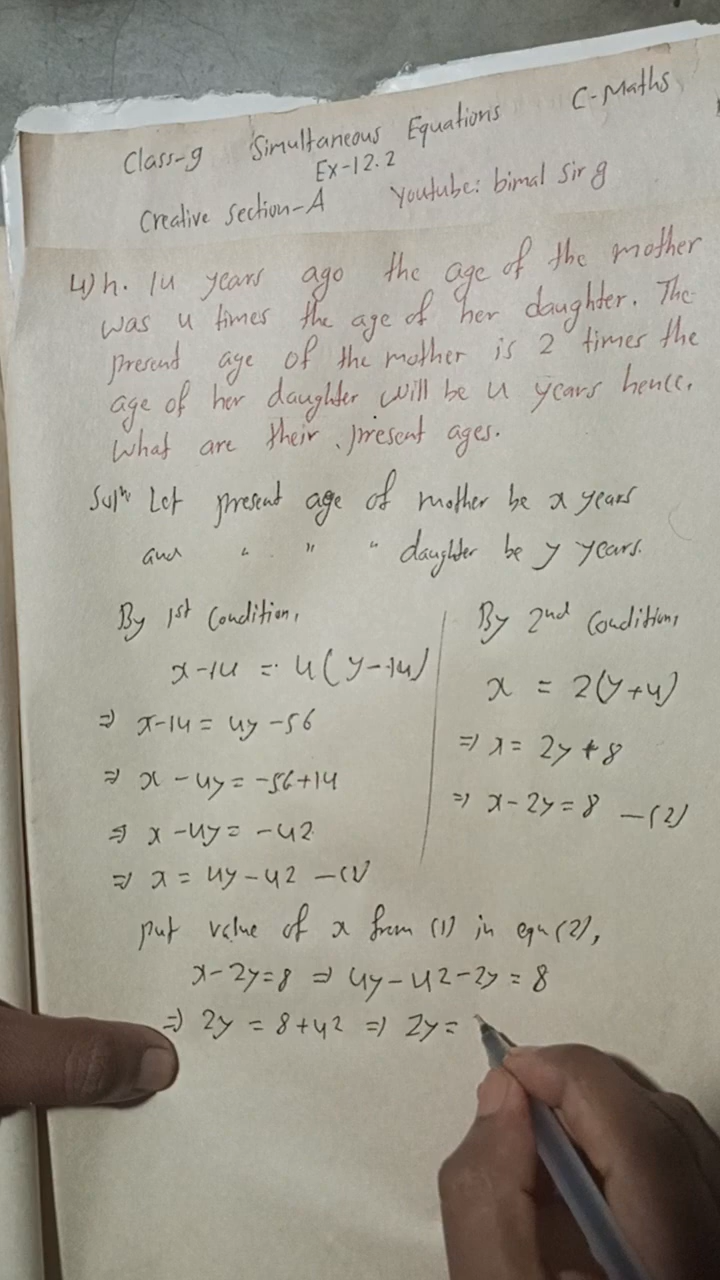 Class-9 Simultaneous Equations C-Maths
Ex-12.2
Creative Section-A Youtube: bimal Sir 9
4) h. 14 years ago the age of the mother
was 4 times the age of her daughter. The
present age of the mother is 2 times the
age of her daughter will be 4 years hence.
What are their present ages.
Solⁿ Let present age of mother be x years
and " " " daughter be y years.
By 1st Condition,
x-14 = 4(y-14)
⇒ x-14 = 4y-56
⇒ x-4y = -56+14
⇒ x-4y = -42
⇒ x = 4y-42 —(1)
By 2nd Condition,
x = 2(y+4)
⇒ x = 2y+8
⇒ x-2y = 8 —(2)
put value of x from (1) in eqn (2),
x-2y=8 ⇒ 4y-42-2y = 8
⇒ 2y = 8+42 ⇒ 2y =